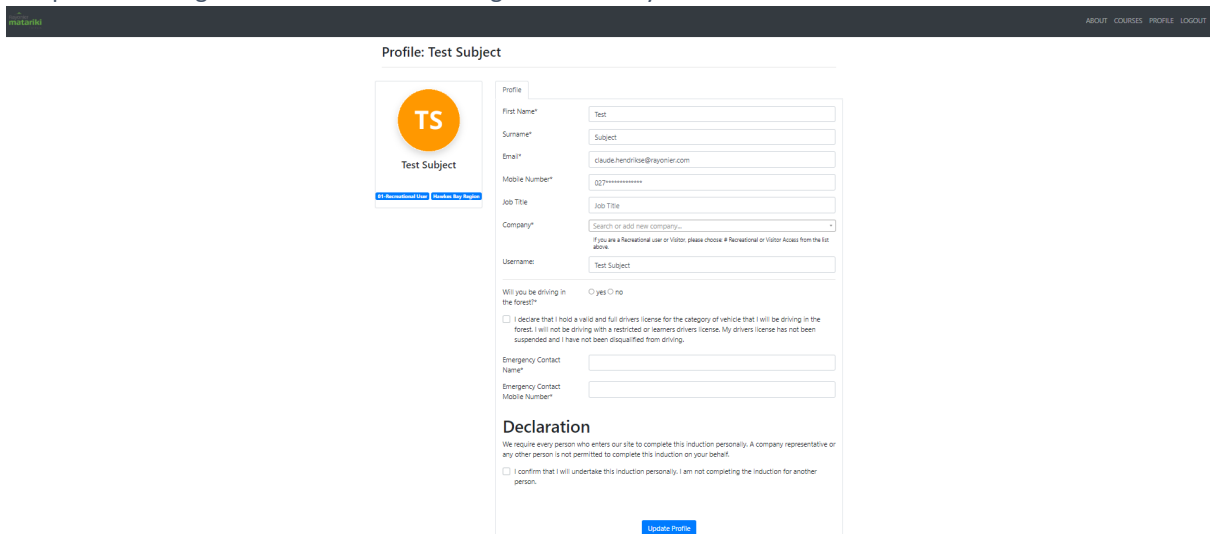 matariki
ABOUT COURSES PROFILE LOGOUT
Profile: Test Subject
TS
Test Subject
01-Recreational User Hawkes Bay Region
Profile
First Name*
Test
Surname*
Subject
Email*
claude.hendrikse@rayonier.com
Mobile Number*
027*************
Job Title
Job Title
Company*
Search or add new company...
If you are a Recreational user or Visitor, please choose # Recreational or Visitor Access from the list
above.
Username:
Test Subject
Will you be driving in
the forest?*
yes no
I declare that I hold a valid and full drivers license for the category of vehicle that I will be driving in the
forest. I will not be driving with a restricted or learners drivers license. My drivers license has not been
suspended and I have not been disqualified from driving.
Emergency Contact
Name*
Emergency Contact
Mobile Number*
Declaration
We require every person who enters our site to complete this induction personally. A company representative or
any other person is not permitted to complete this induction on your behalf.
I confirm that I will undertake this induction personally. I am not completing the induction for another
person.
Update Profile